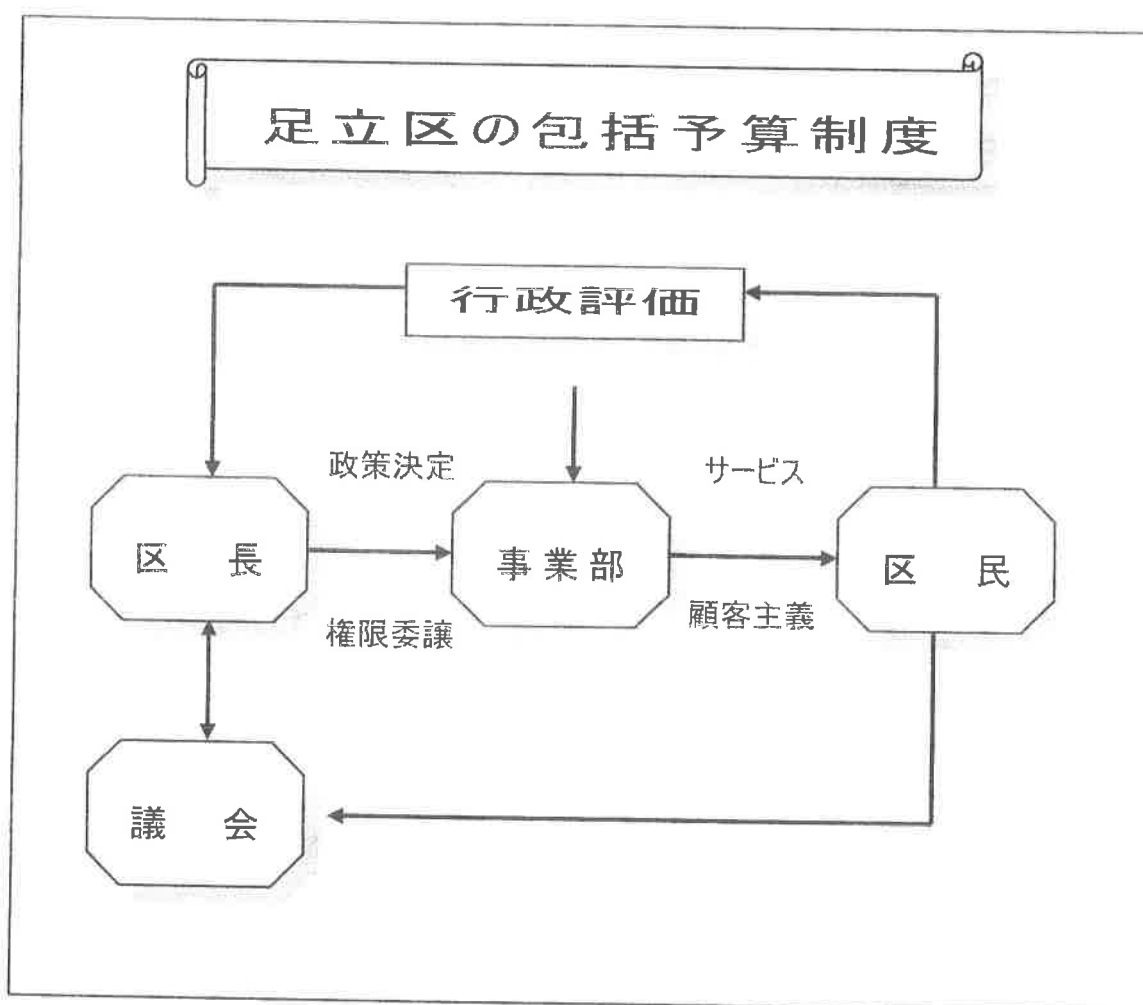 足立区の包括予算制度
行政評価
政策決定
サービス
区 長
事業部
区 民
権限委譲
顧客主義
議 会